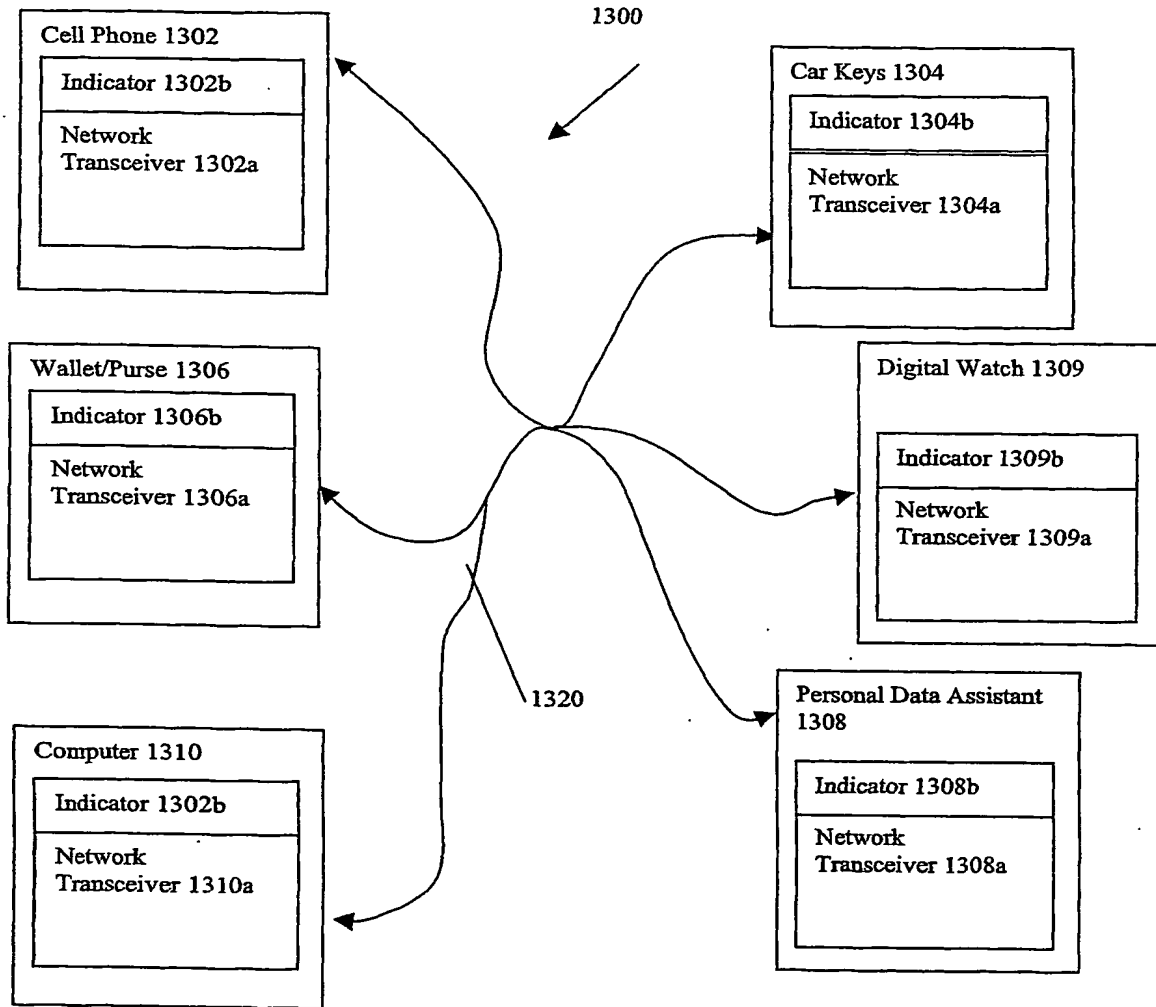 1300
Cell Phone 1302
Indicator 1302b
Network
Transceiver 1302a
Car Keys 1304
Indicator 1304b
Network
Transceiver 1304a
Wallet/Purse 1306
Indicator 1306b
Network
Transceiver 1306a
Digital Watch 1309
Indicator 1309b
Network
Transceiver 1309a
1320
Computer 1310
Indicator 1302b
Network
Transceiver 1310a
Personal Data Assistant
1308
Indicator 1308b
Network
Transceiver 1308a